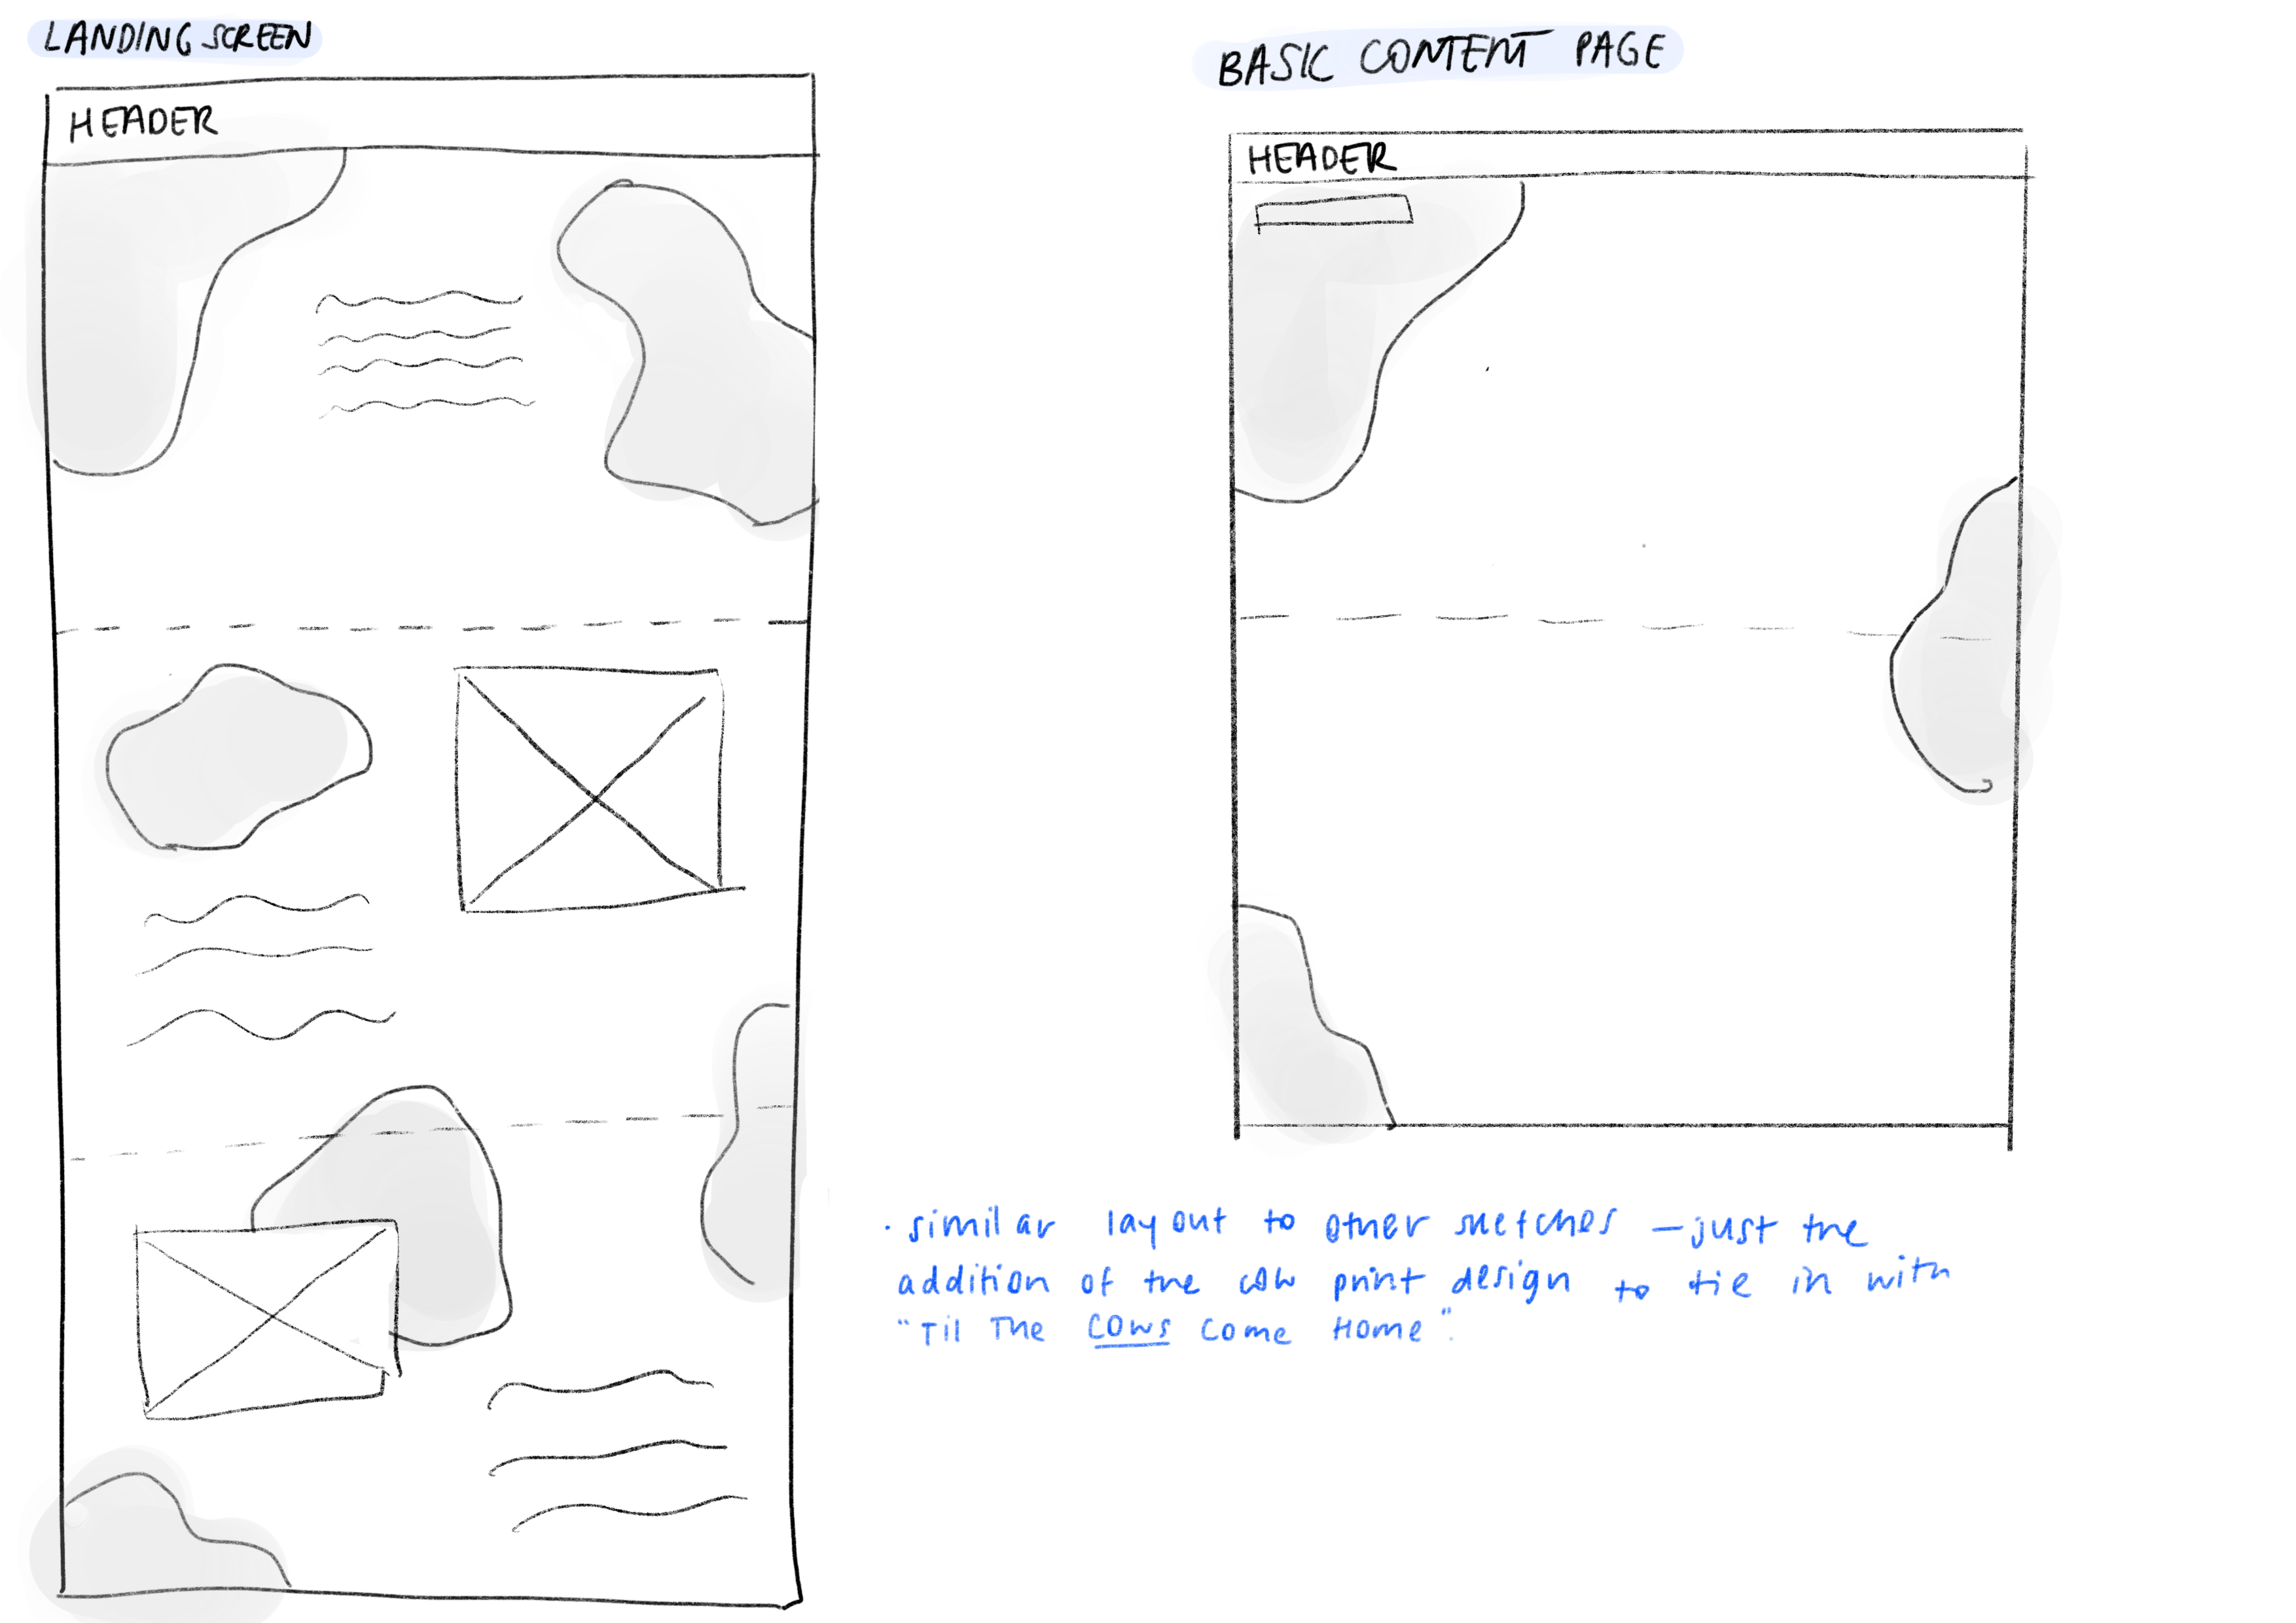 LANDING SCREEN
BASIC CONTENT PAGE
HEADER
HEADER
· similar layout to other sketches – just the
addition of the cow print design to tie in with
"Til The Cows Come Home".